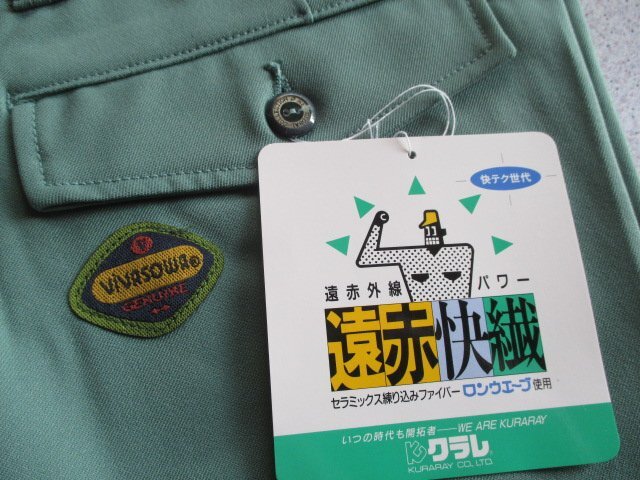 ViVASOWA®
GENUINE
快テク世代
遠赤外線 パワー
遠赤快繊
セラミックス練り込みファイバー ロンウエーブ 使用
いつの時代も開拓者—WE ARE KURARAY
クラレ
KURARAY CO., LTD.